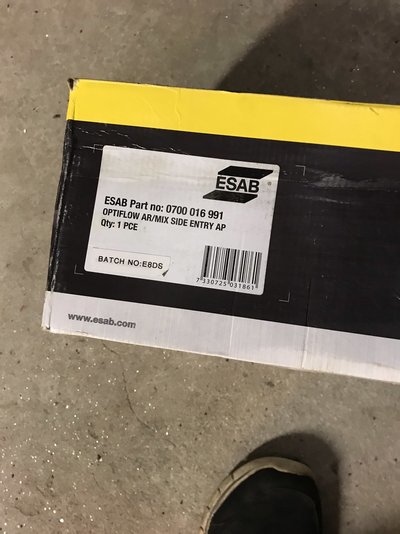 ESAB
ESAB Part no: 0700 016 991
OPTIFLOW AR/MIX SIDE ENTRY AP
Qty: 1 PCE
BATCH NO:E8DS
7 330725 031861
www.esab.com